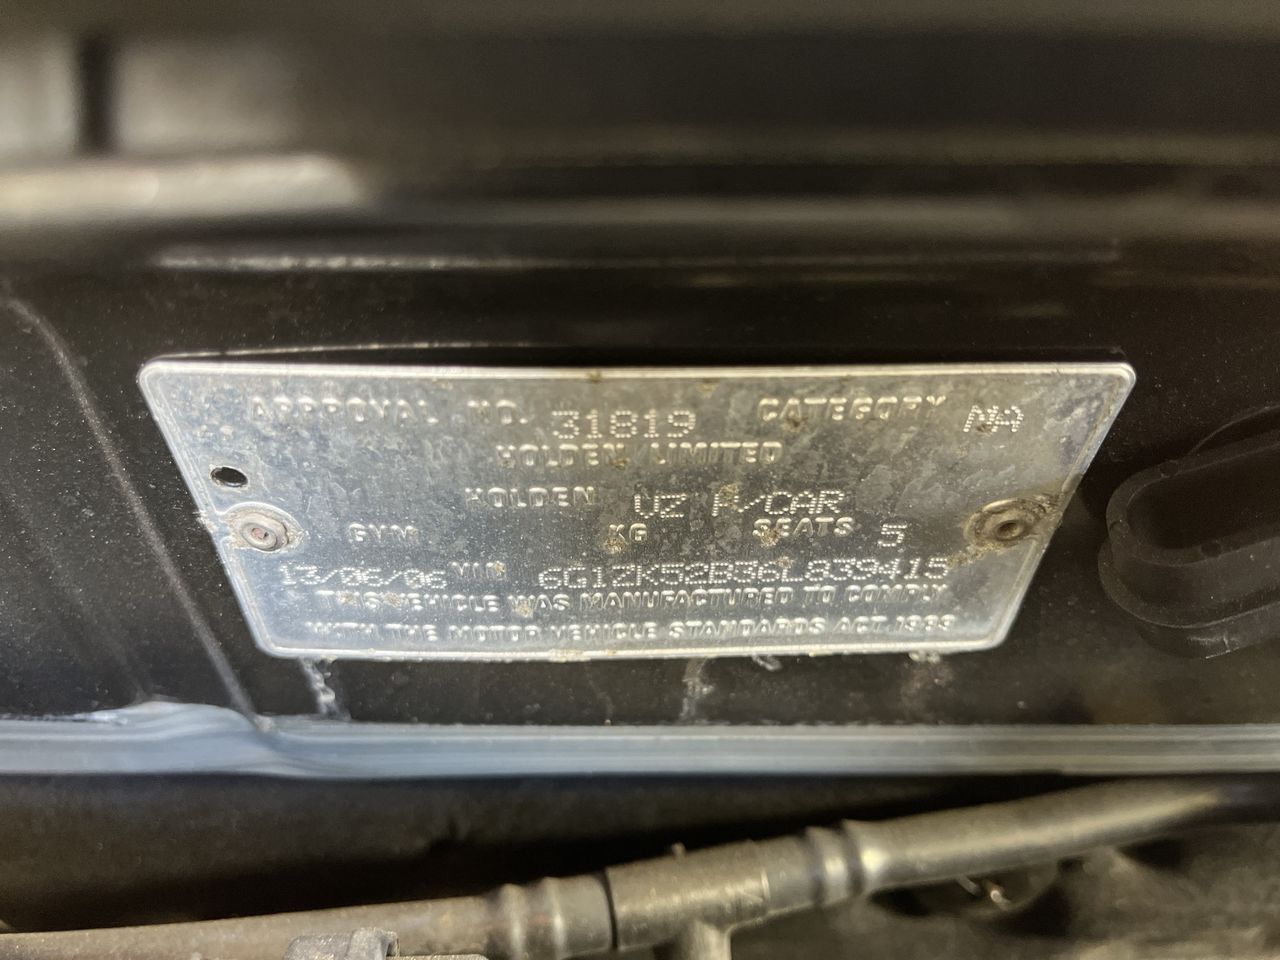 APPROVAL NO. 31819 CATEGORY NA
HOLDEN LIMITED
HOLDEN VZ P/CAR
GVM KG SEATS 5
13/06/06 VIN 6G1ZK52B36L839415
THIS VEHICLE WAS MANUFACTURED TO COMPLY
WITH THE MOTOR VEHICLE STANDARDS ACT 1989